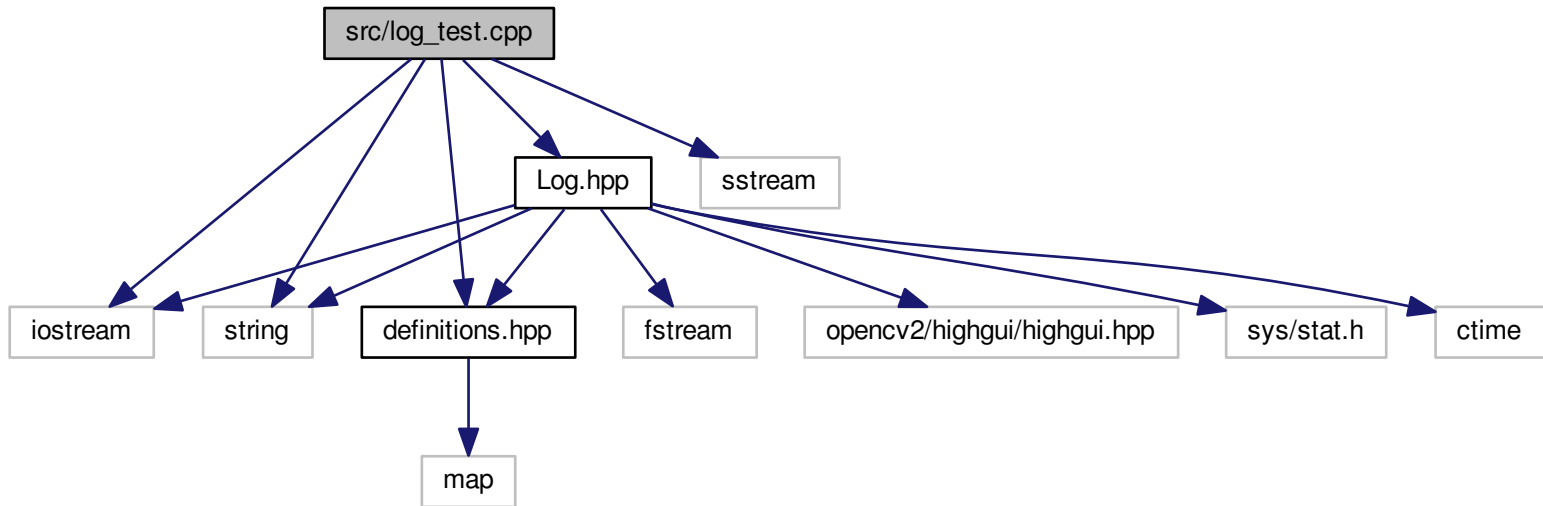 src/log_test.cpp
Log.hpp
sstream
iostream
string
definitions.hpp
fstream
opencv2/highgui/highgui.hpp
sys/stat.h
ctime
map